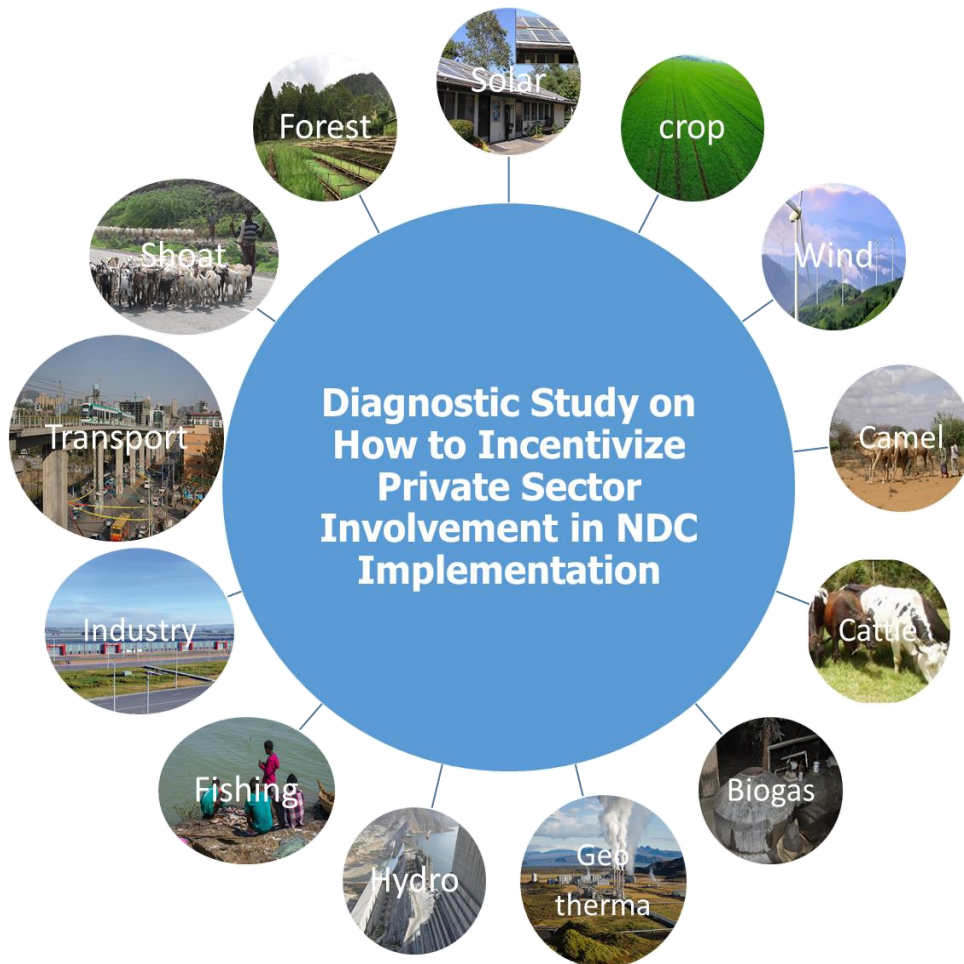 Solar
crop
Wind
Camel
Cattle
Biogas
Geo
therma
Hydro
Fishing
Industry
Transport
Shoat
Forest
Diagnostic Study on
How to Incentivize
Private Sector
Involvement in NDC
Implementation